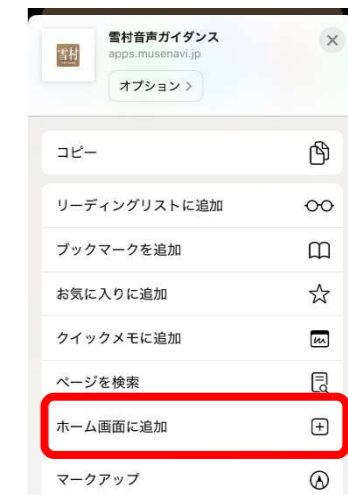 雪村
雪村音声ガイダンス
apps.musenavi.jp
オプション >
コピー
リーディングリストに追加
ブックマークを追加
お気に入りに追加
クイックメモに追加
ページを検索
ホーム画面に追加
マークアップ